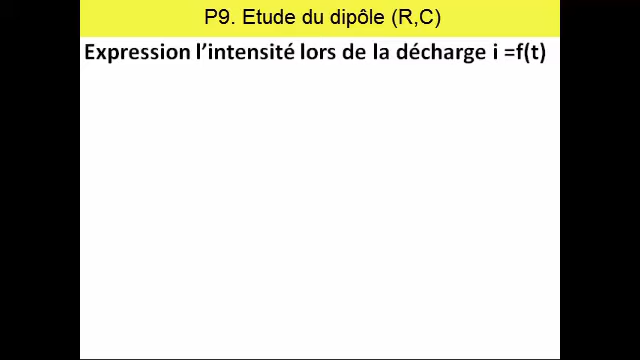 P9. Etude du dipôle (R,C)
Expression l’intensité lors de la décharge i =f(t)